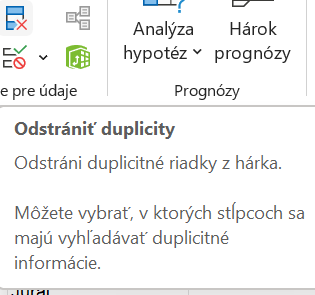 Analýza
hypotéz
Hárok
prognózy
e pre údaje
Prognózy
Odstrániť duplicity
Odstráni duplicitné riadky z hárka.
Môžete vybrať, v ktorých stĺpcoch sa
majú vyhľadávať duplicitné
informácie.
Juraj